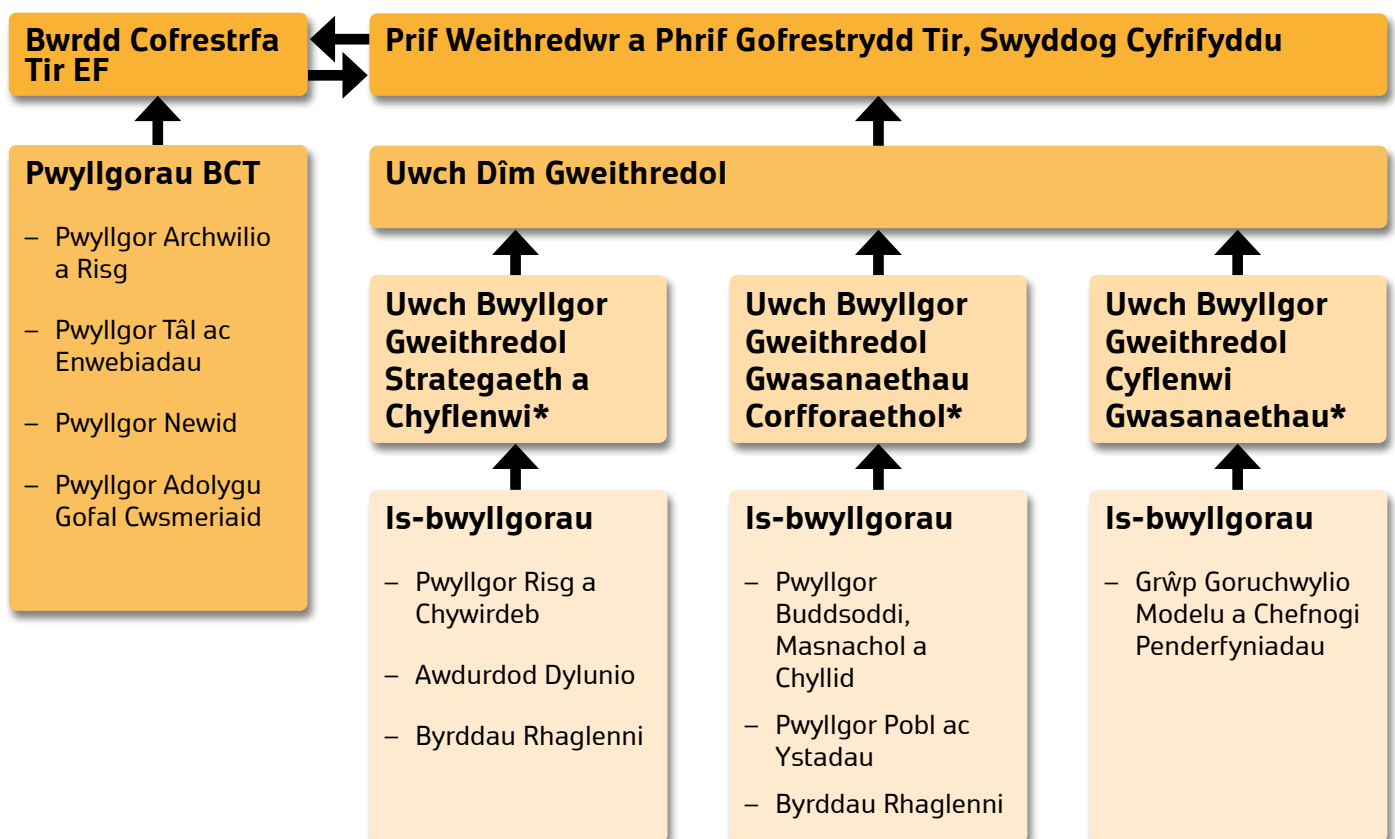 Bwrdd Cofrestrfa
Tir EF
Prif Weithredwr a Phrif Gofrestrydd Tir, Swyddog Cyfrifyddu
Pwyllgorau BCT
– Pwyllgor Archwilio
a Risg
– Pwyllgor Tâl ac
Enwebiadau
– Pwyllgor Newid
– Pwyllgor Adolygu
Gofal Cwsmeriaid
Uwch Dîm Gweithredol
Uwch Bwyllgor
Gweithredol
Strategaeth a
Chyflenwi*
Uwch Bwyllgor
Gweithredol
Gwasanaethau
Corfforaethol*
Uwch Bwyllgor
Gweithredol
Cyflenwi
Gwasanaethau*
Is-bwyllgorau
– Pwyllgor Risg a
Chywirdeb
– Awdurdod Dylunio
– Byrddau Rhaglenni
Is-bwyllgorau
– Pwyllgor
Buddsoddi,
Masnachol a
Chyllid
– Pwyllgor Pobl ac
Ystadau
– Byrddau Rhaglenni
Is-bwyllgorau
– Grŵp Goruchwylio
Modelu a Chefnogi
Penderfyniadau